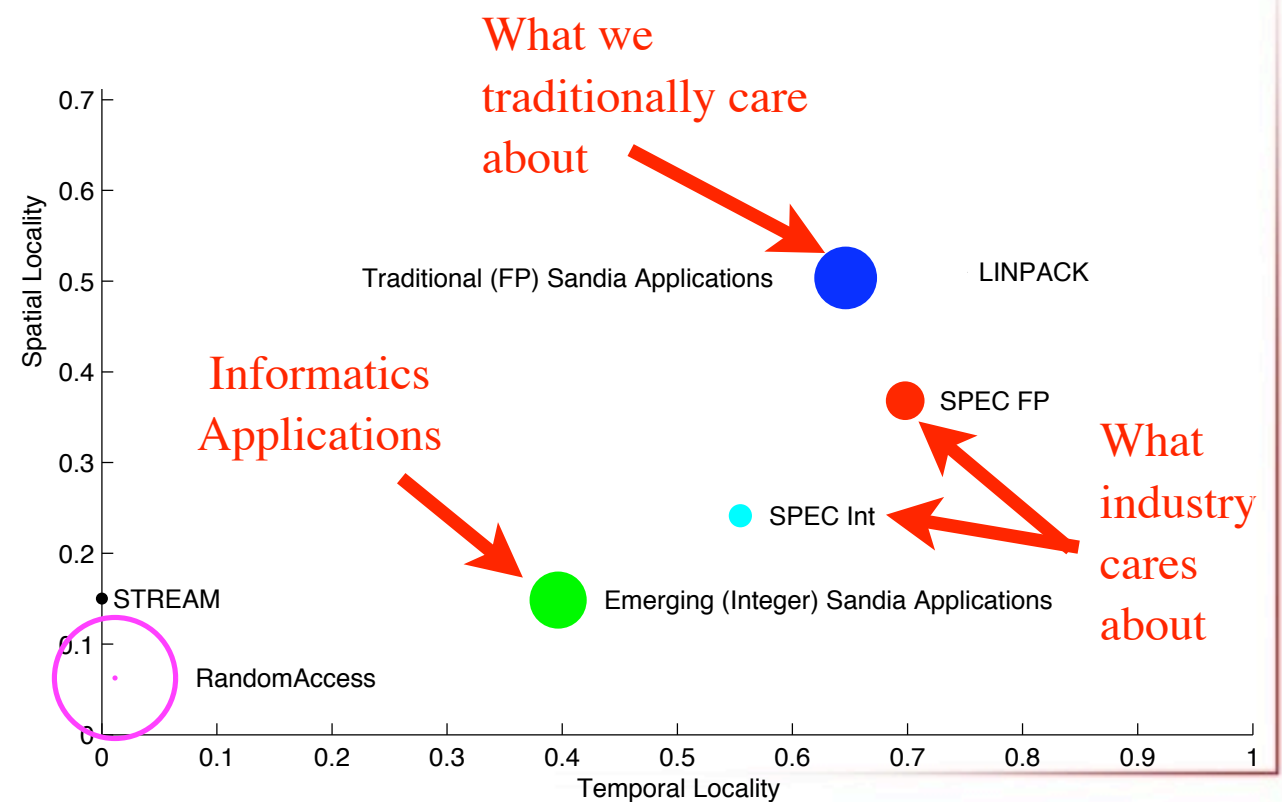 What we
traditionally care
about
0.7
0.6
0.5
0.4
0.3
0.2
0.1
0
Spatial Locality
Traditional (FP) Sandia Applications
LINPACK
Informatics
Applications
SPEC FP
What
industry
cares
about
SPEC Int
STREAM
Emerging (Integer) Sandia Applications
RandomAccess
0 0.1 0.2 0.3 0.4 0.5 0.6 0.7 0.8 0.9 1
Temporal Locality